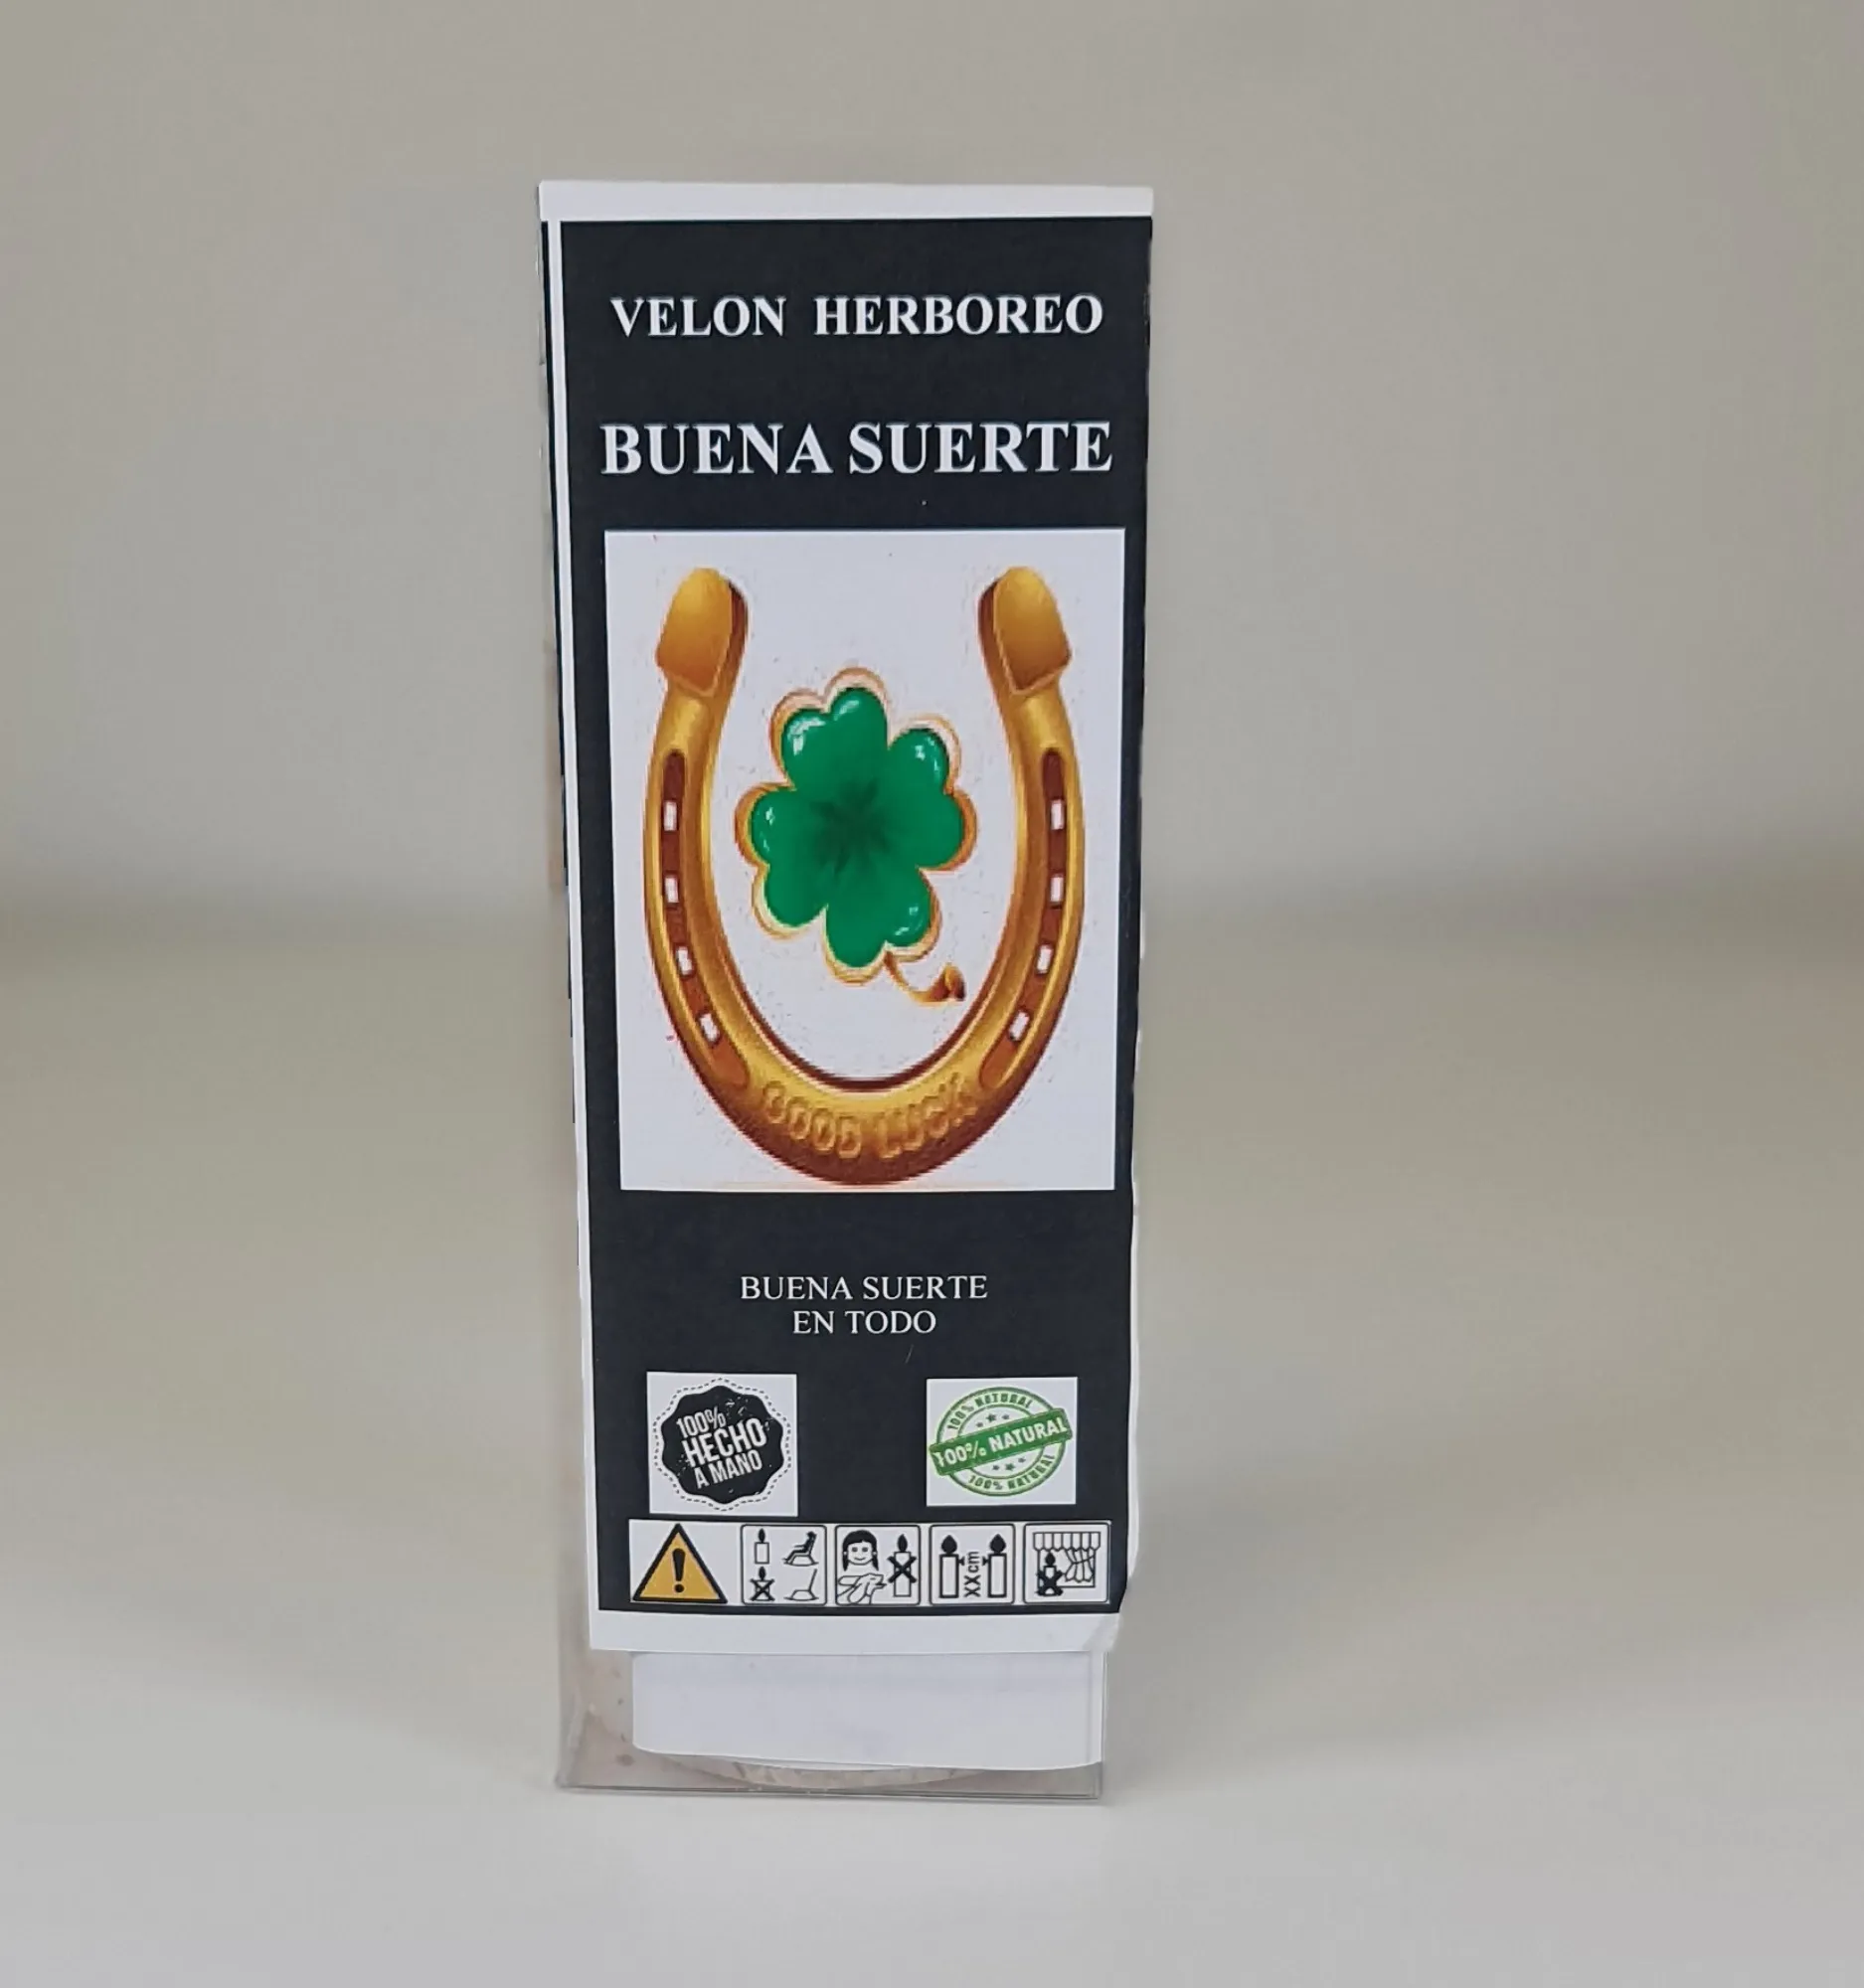 VELON HERBOREO
BUENA SUERTE
GOOD LUCK
BUENA SUERTE
EN TODO
100%
HECHO
A MANO
100% NATURAL
100% NATURAL
100% NATURAL
XXcm